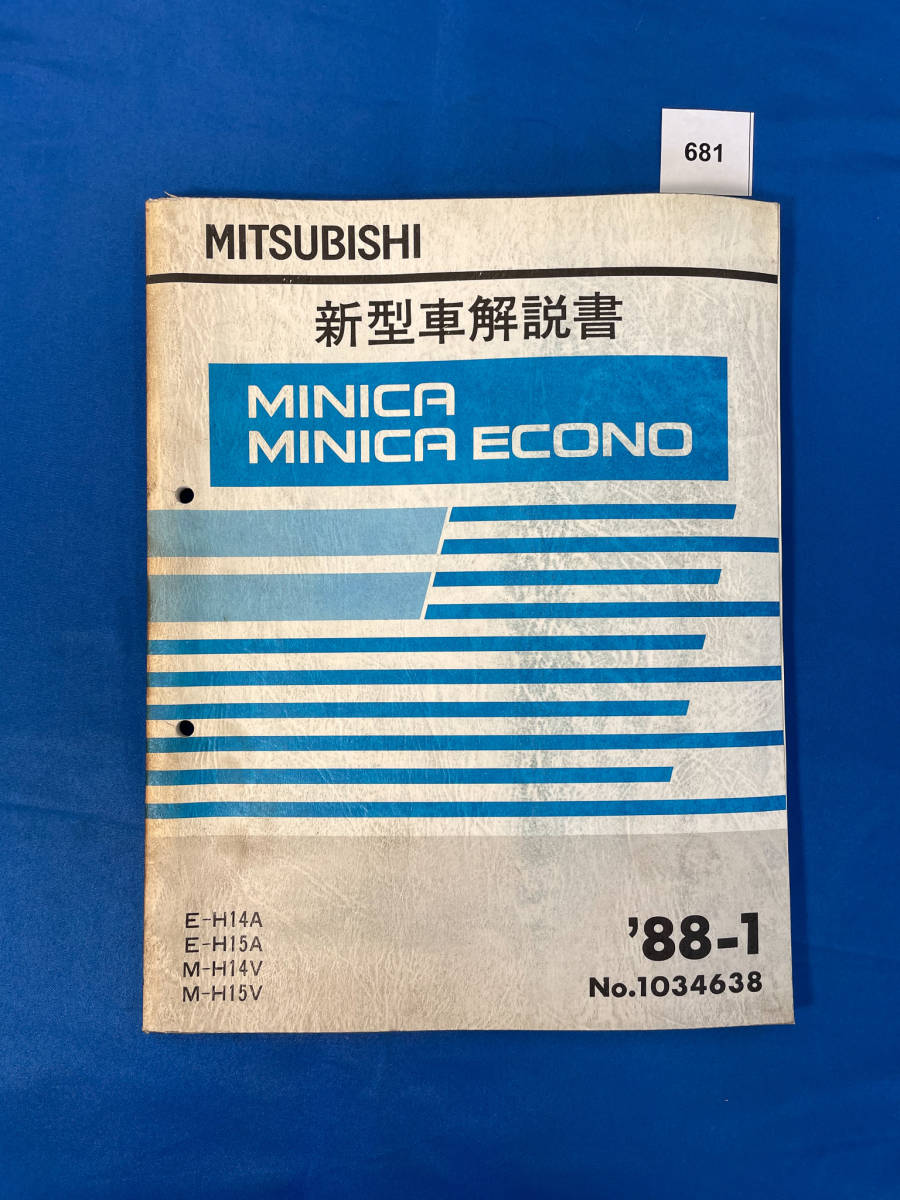 681
MITSUBISHI
新型車解説書
MINICA
MINICA ECONO
E-H14A
E-H15A
M-H14V
M-H15V
'88-1
No.1034638